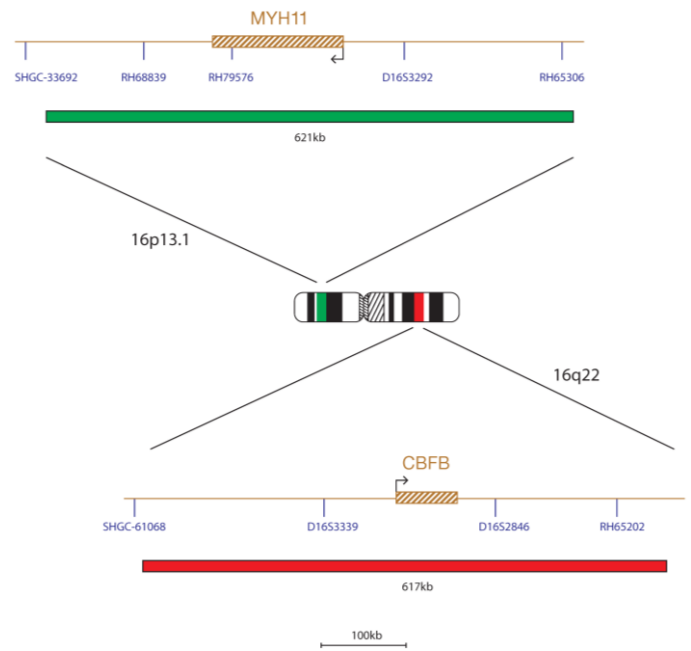 MYH11
SHGC-33692 RH68839 RH79576 D16S3292 RH65306
621kb
16p13.1
16q22
CBFB
SHGC-61068 D16S3339 D16S2846 RH65202
617kb
100kb